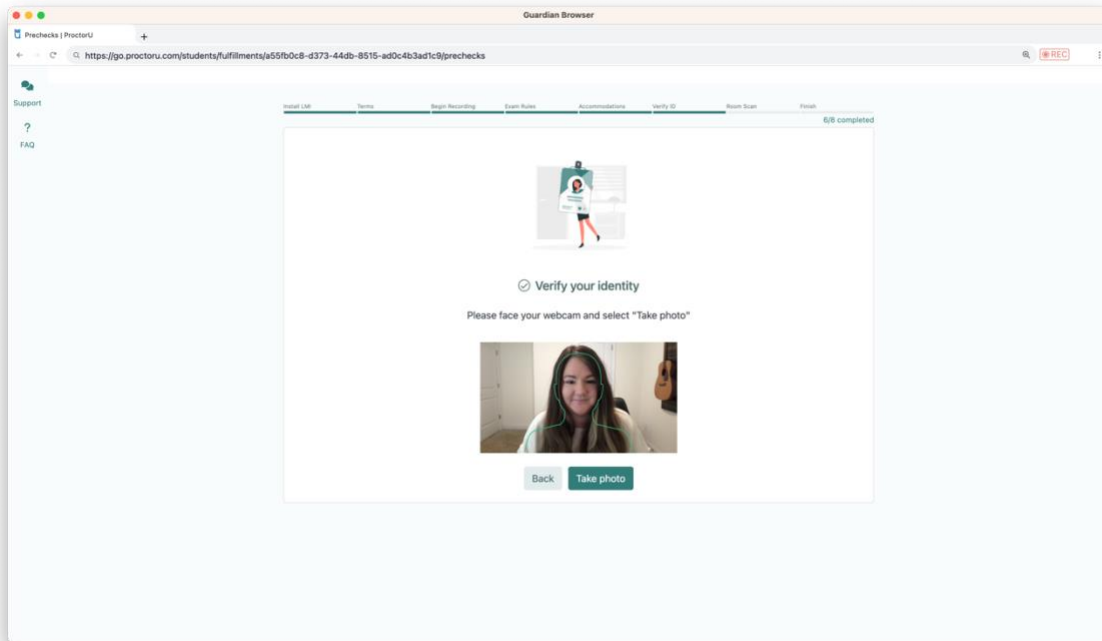 Guardian Browser
Prechecks | ProctorU
https://go.proctoru.com/students/fulfillments/a55fb0c8-d373-44db-8515-ad0c4b3ad1c9/prechecks
REC
Support
?
FAQ
Install LMI Terms Begin Recording Exam Rules Accommodations Verify ID Room Scan Finish
6/8 completed
Verify your identity
Please face your webcam and select "Take photo"
Back Take photo